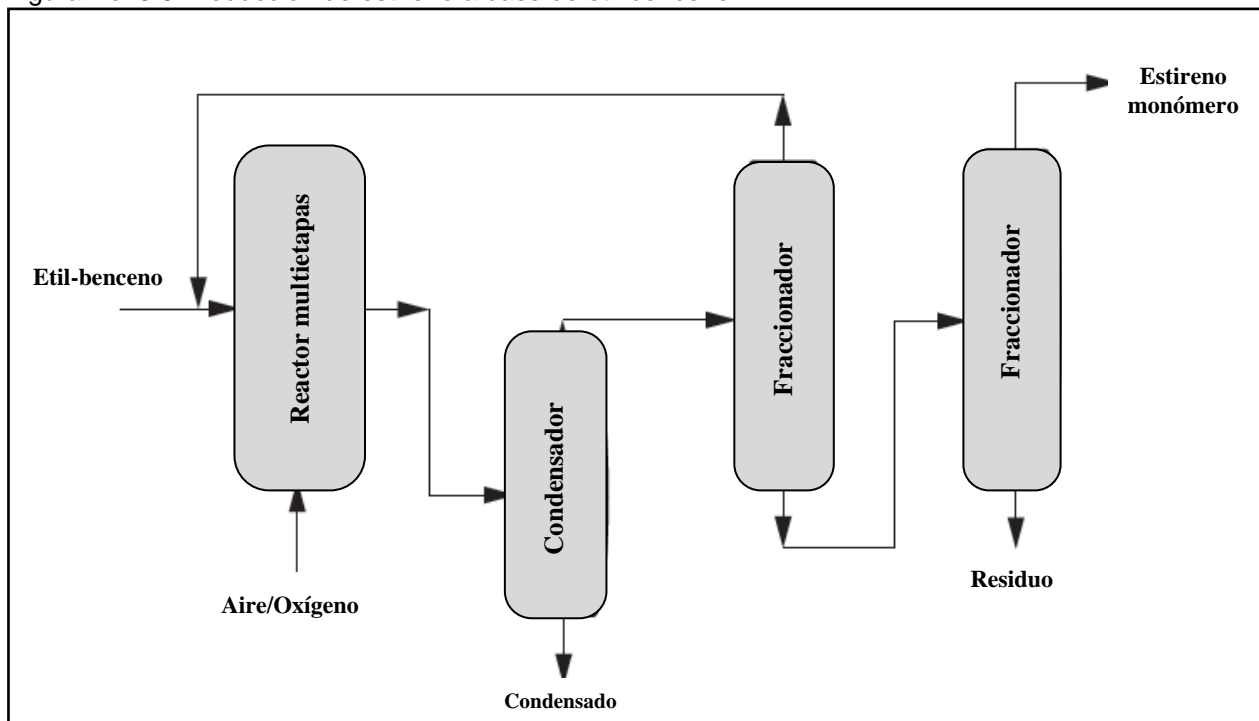 Estireno
monómero
Etil-benceno
Reactor multietapas
Condensador
Fraccionador
Fraccionador
Aire/Oxígeno
Residuo
Condensado